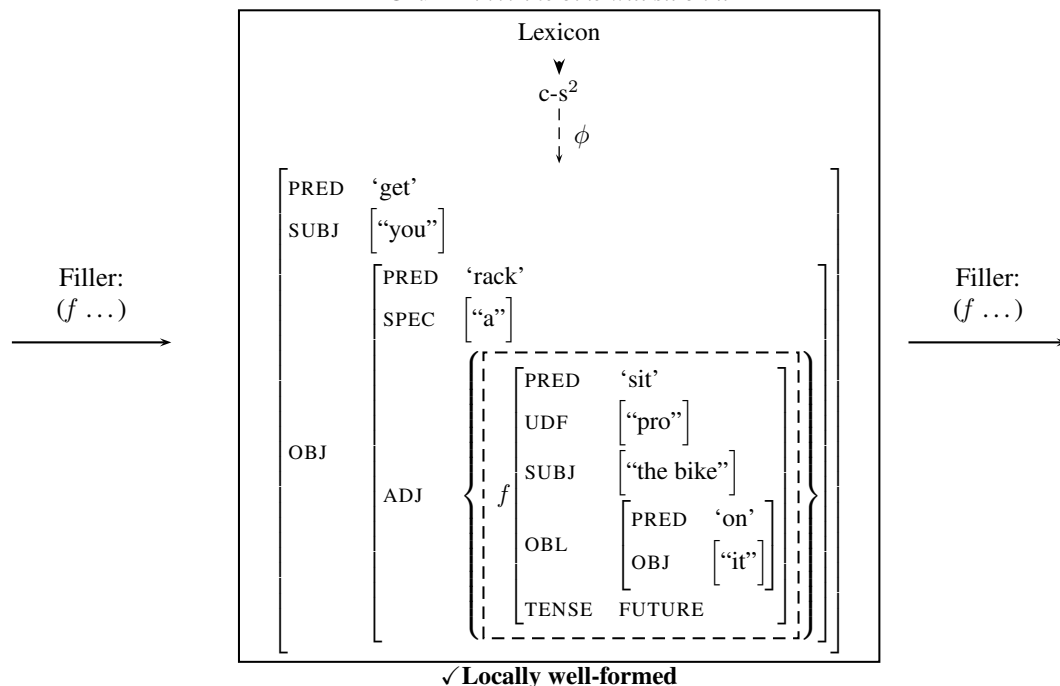 Lexicon
c-s²
ϕ
PRED ‘get’
SUBJ [“you”]
Filler:
(f ...)
PRED ‘rack’
SPEC [“a”]
Filler:
(f ...)
PRED ‘sit’
UDF [“pro”]
OBJ
SUBJ [“the bike”]
ADJ
f
PRED ‘on’
OBL
OBJ [“it”]
TENSE FUTURE
✓Locally well-formed